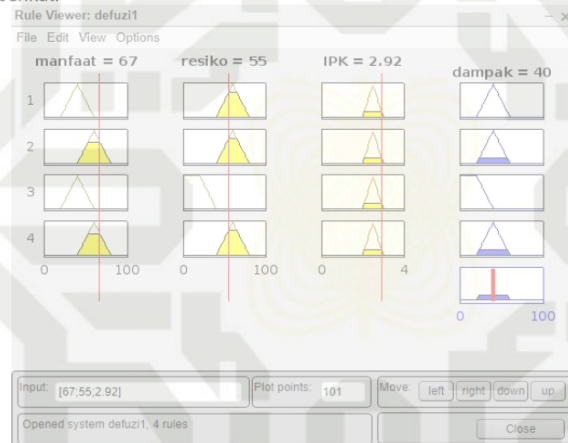 Rule Viewer: defuzi1
File Edit View Options
manfaat = 67 resiko = 55 IPK = 2.92 dampak = 40
1
2
3
4
0 100 0 100 0 4
0 100
Input: [67;55;2.92] Plot points: 101 Move: left right down up
Opened system defuzi1, 4 rules Close